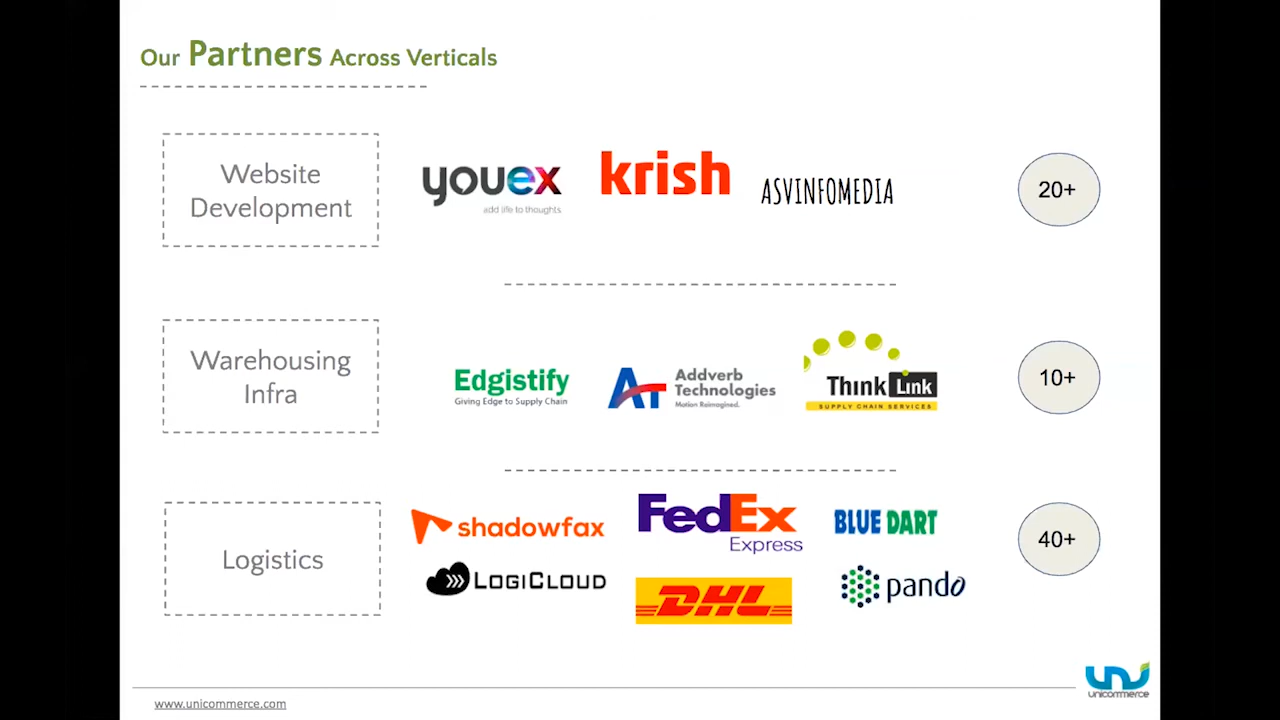 Our Partners Across Verticals
Website
Development
youex
add life to thoughts
krish
ASVINFOMEDIA
20+
Warehousing
Infra
Edgistify
Giving Edge to Supply Chain
Addverb
Technologies
Motion Reimagined.
Think Link
SUPPLY CHAIN SERVICES
10+
Logistics
shadowfax
FedEx
Express
BLUE DART
LOGICLOUD
DHL
pando
40+
unicommerce
www.unicommerce.com